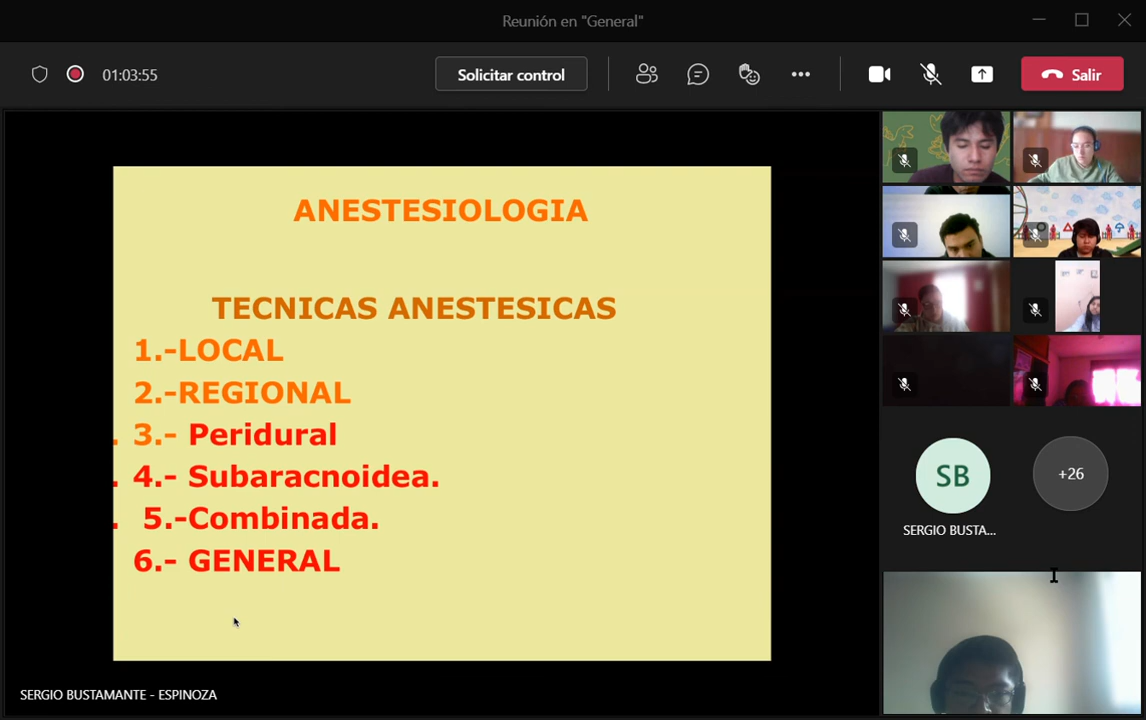 Reunión en "General"
01:03:55
Solicitar control
Salir
ANESTESIOLOGIA
TECNICAS ANESTESICAS
1.-LOCAL
2.-REGIONAL
. 3.- Peridural
. 4.- Subaracnoidea.
. 5.-Combinada.
6.- GENERAL
SB
+26
SERGIO BUSTA...
SERGIO BUSTAMANTE - ESPINOZA